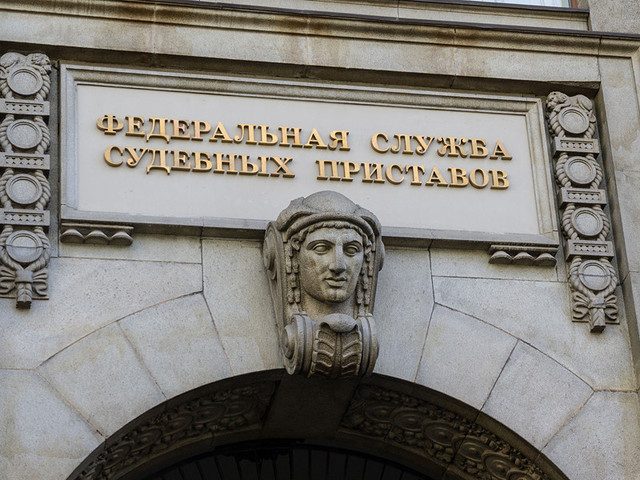 ФЕДЕРАЛЬНАЯ СЛУЖБА
СУДЕБНЫХ ПРИСТАВОВ